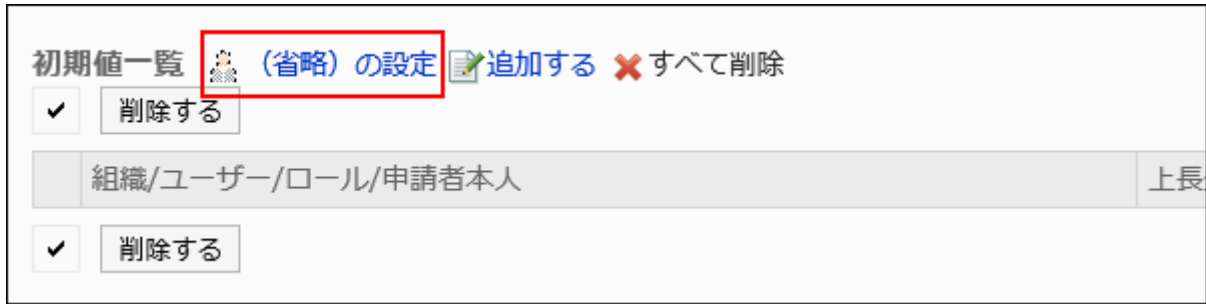 初期値一覧 (省略)の設定 追加する すべて削除
削除する
組織/ユーザー/ロール/申請者本人 上長
削除する